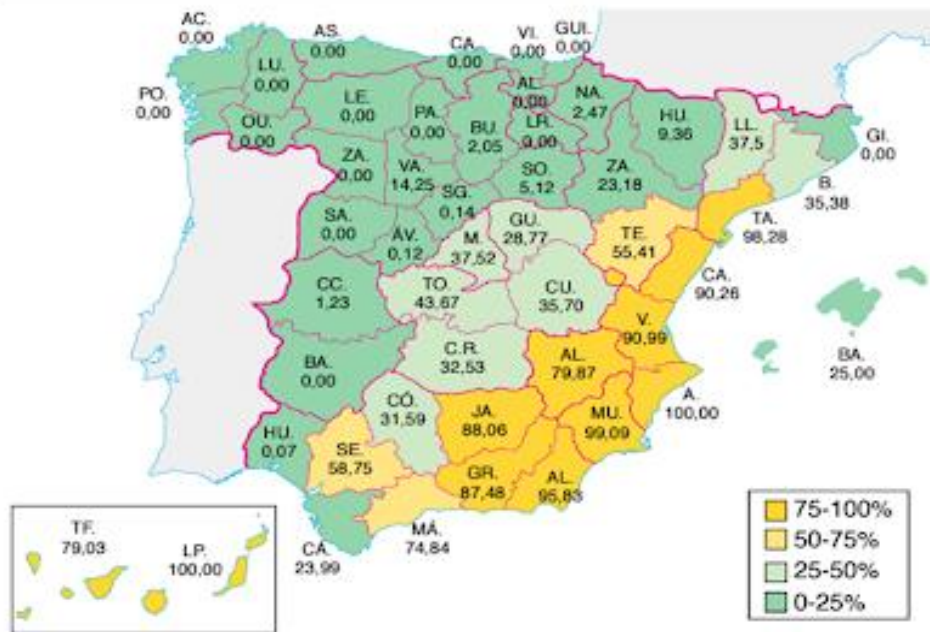 AC.
0,00
AS.
0,00
CA.
0,00
VI.
0,00
GUI.
0,00
LU.
0,00
PO.
0,00
OU.
0,00
LE.
0,00
PA.
0,00
BU.
2,05
AL.
0,00
LR.
0,00
NA.
2,47
HU.
9,36
LL.
37,5
GI.
0,00
B.
35,38
ZA.
0,00
VA.
14,25
SG.
0,14
SO.
5,12
ZA.
23,18
TA.
98,28
SA.
0,00
ÁV.
0,12
M.
37,52
GU.
28,77
TE.
55,41
CA.
90,26
CC.
1,23
TO.
43,67
CU.
35,70
V.
90,99
BA.
25,00
BA.
0,00
C.R.
32,53
AL.
79,87
A.
100,00
HU.
0,07
SE.
58,75
CÓ.
31,59
JA.
88,06
MU.
99,09
GR.
87,48
AL.
95,83
CÁ.
23,99
MÁ.
74,84
TF.
79,03
LP.
100,00
75-100%
50-75%
25-50%
0-25%